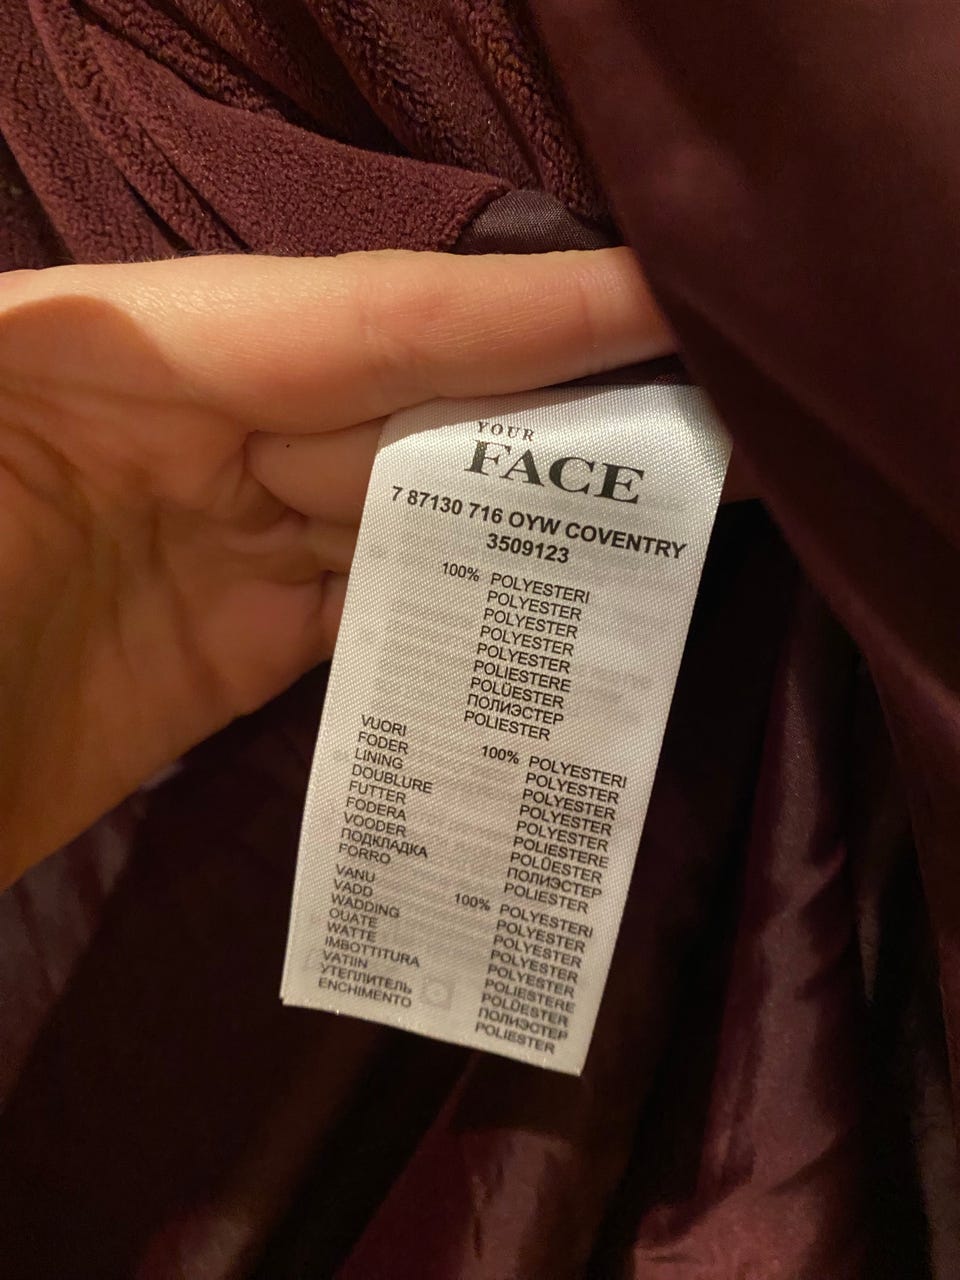 YOUR
FACE
7 87130 716 OYW COVENTRY
3509123
100% POLYESTERI
POLYESTER
POLYESTER
POLYESTER
POLYESTER
POLIESTERE
POLÜESTER
ПОЛИЭСТЕР
POLIESTER
VUORI 100% POLYESTERI
FODER POLYESTER
LINING POLYESTER
DOUBLURE POLYESTER
FUTTER POLYESTER
FODERA POLIESTERE
VOODER POLÜESTER
ПОДКЛАДКА ПОЛИЭСТЕР
FORRO POLIESTER
VANU 100% POLYESTERI
VADD POLYESTER
WADDING POLYESTER
OUATE POLYESTER
WATTE POLYESTER
IMBOTTITURA POLIESTERE
VATIIN POLÜESTER
УТЕПЛИТЕЛЬ ПОЛИЭСТЕР
ENCHIMENTO POLIESTER